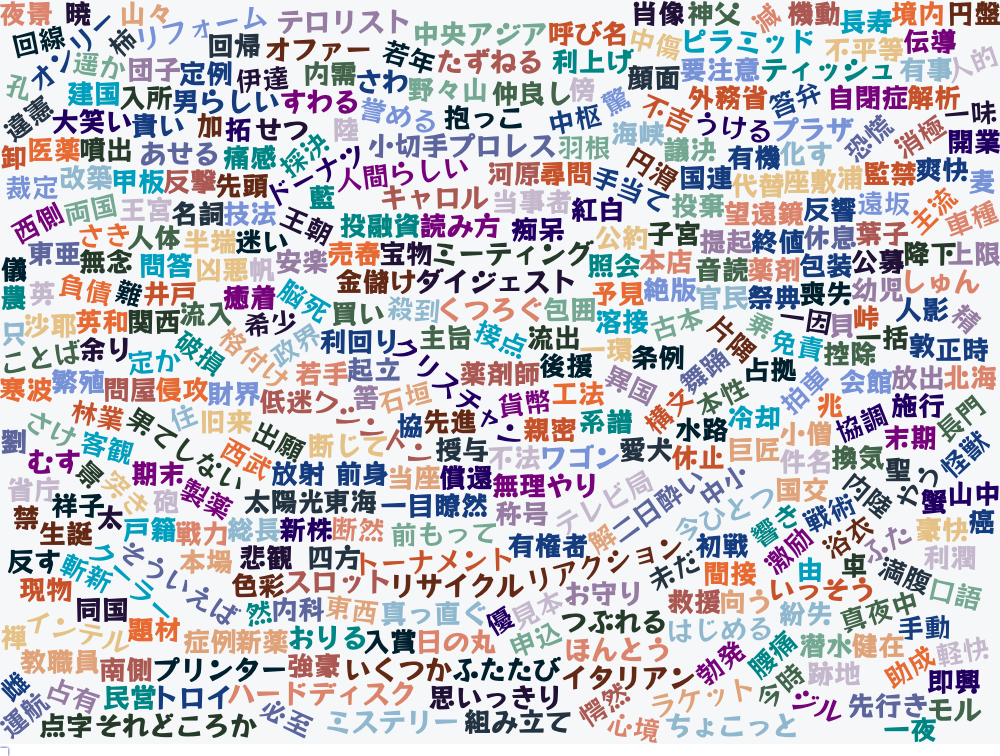 夜景 暁 山々 リフォーム テロリスト 中央アジア 呼び名 肖像 神父 減 機動 長寿 境内 円盤
回線 オンリー 柿 回帰 オファー 若年 たずねる 利上げ 中傷 ピラミッド 不平等 伝導
孔 遥か 団子 定例 伊達 内需 さわ 野々山 仲良し 傍 顔面 要注意 ティッシュ 有事 人的
違憲 建国 入所 男らしい すわる 誉める 抱っこ 中枢 驚 不吉 外務省 答弁 自閉症 解析 一味
大笑い 貴い 加 拓 せつ 陸 小切手 プロレス 羽根 海峡 議決 うける プラザ 恐慌 消極 開業
卸 医薬 噴出 あせる 痛感 採決 ドーナツ 人間らしい 河原 尋問 円滑 有機 化す 監禁 爽快 麦
裁定 改築 甲板 反撃 先頭 藍 キャロル 当事者 手当て 国連 代替 座敷 浦 主流 車種
西側 両国 王宮 名詞 技法 王朝 投融資 読み方 痴呆 紅白 投棄 望遠鏡 反響 遠坂
東亜 さき 人体 半端 迷い 売春 宝物 ミーティング 公約 子宮 提起 終値 休息 葉子 降下 上限
儀 無念 問答 凶悪 帆 安楽 金儲け ダイジェスト 照会 本店 音読 薬剤 包装 公募
農 英 負債 難 井戸 癒着 脳死 買い 殺到 くつろぐ 包囲 予見 絶版 官民 祭典 喪失 幼児 しゅん
只 沙耶 英和 関西 流入 希少 政界 利回り 主旨 接点 流出 溶接 古本 片隅 乗 一因 貝 峠 人影
ことば 余り 定か 破損 格付け クリスチャン 後援 一環 条例 免責 控除 一括 敦 正時
寒波 繁殖 問屋 侵攻 財界 若手 起立 薬剤師 異国 舞踊 占拠 拍車 会館 放出 北海
林業 果てしない 住 旧来 低迷 筈 石垣 貨幣 工法 構文 本性 冷却 兆 協調 施行 長門
劉 さけ 客観 出願 断じて 協 先進 親密 系譜 水路 小僧 末期 怪獣
むす 景 突き 期末 西武 放射 前身 当座 授与 不法 ワゴン 愛犬 休止 巨匠 件名 換気 聖
省庁 祥子 砲 製薬 太陽光 東海 償還 無理やり テレビ局 二日酔い 中小 国交 内陸 蟹 山中
禁 太 戸籍 戦力 総長 新株 断然 一目瞭然 称号 解 今ひとつ 響き 戦術 豪快 癌
生誕 前もって 有権者 初戦 激励 浴衣 ふた 利潤
反す 斬新 クーラー そういえば 本場 悲観 四方 トーナメント リアクション 未だ 間接 由 卓 満腹 口語
現物 色彩 スロット リサイクル お守り 救援 向う いっそう
同国 然 内科 東西 真っ直ぐ 優 見本 つぶれる はじめる 紛失 真夜中 手動
禅 インテル 題材 症例 新薬 おりる 入賞 日の丸 申込 ほんとう 勃発 腰痛 潜水 健在 軽快
教職員 南側 プリンター 強豪 いくつか ふたたび イタリアン 今時 跡地 助成 即興
雌 占有 民営 トロイ ハードディスク 思いっきり 愕然 ラケット ジル 先行き モル
運航 点字 それどころか 必至 ミステリー 組み立て 心境 ちょこっと 一夜